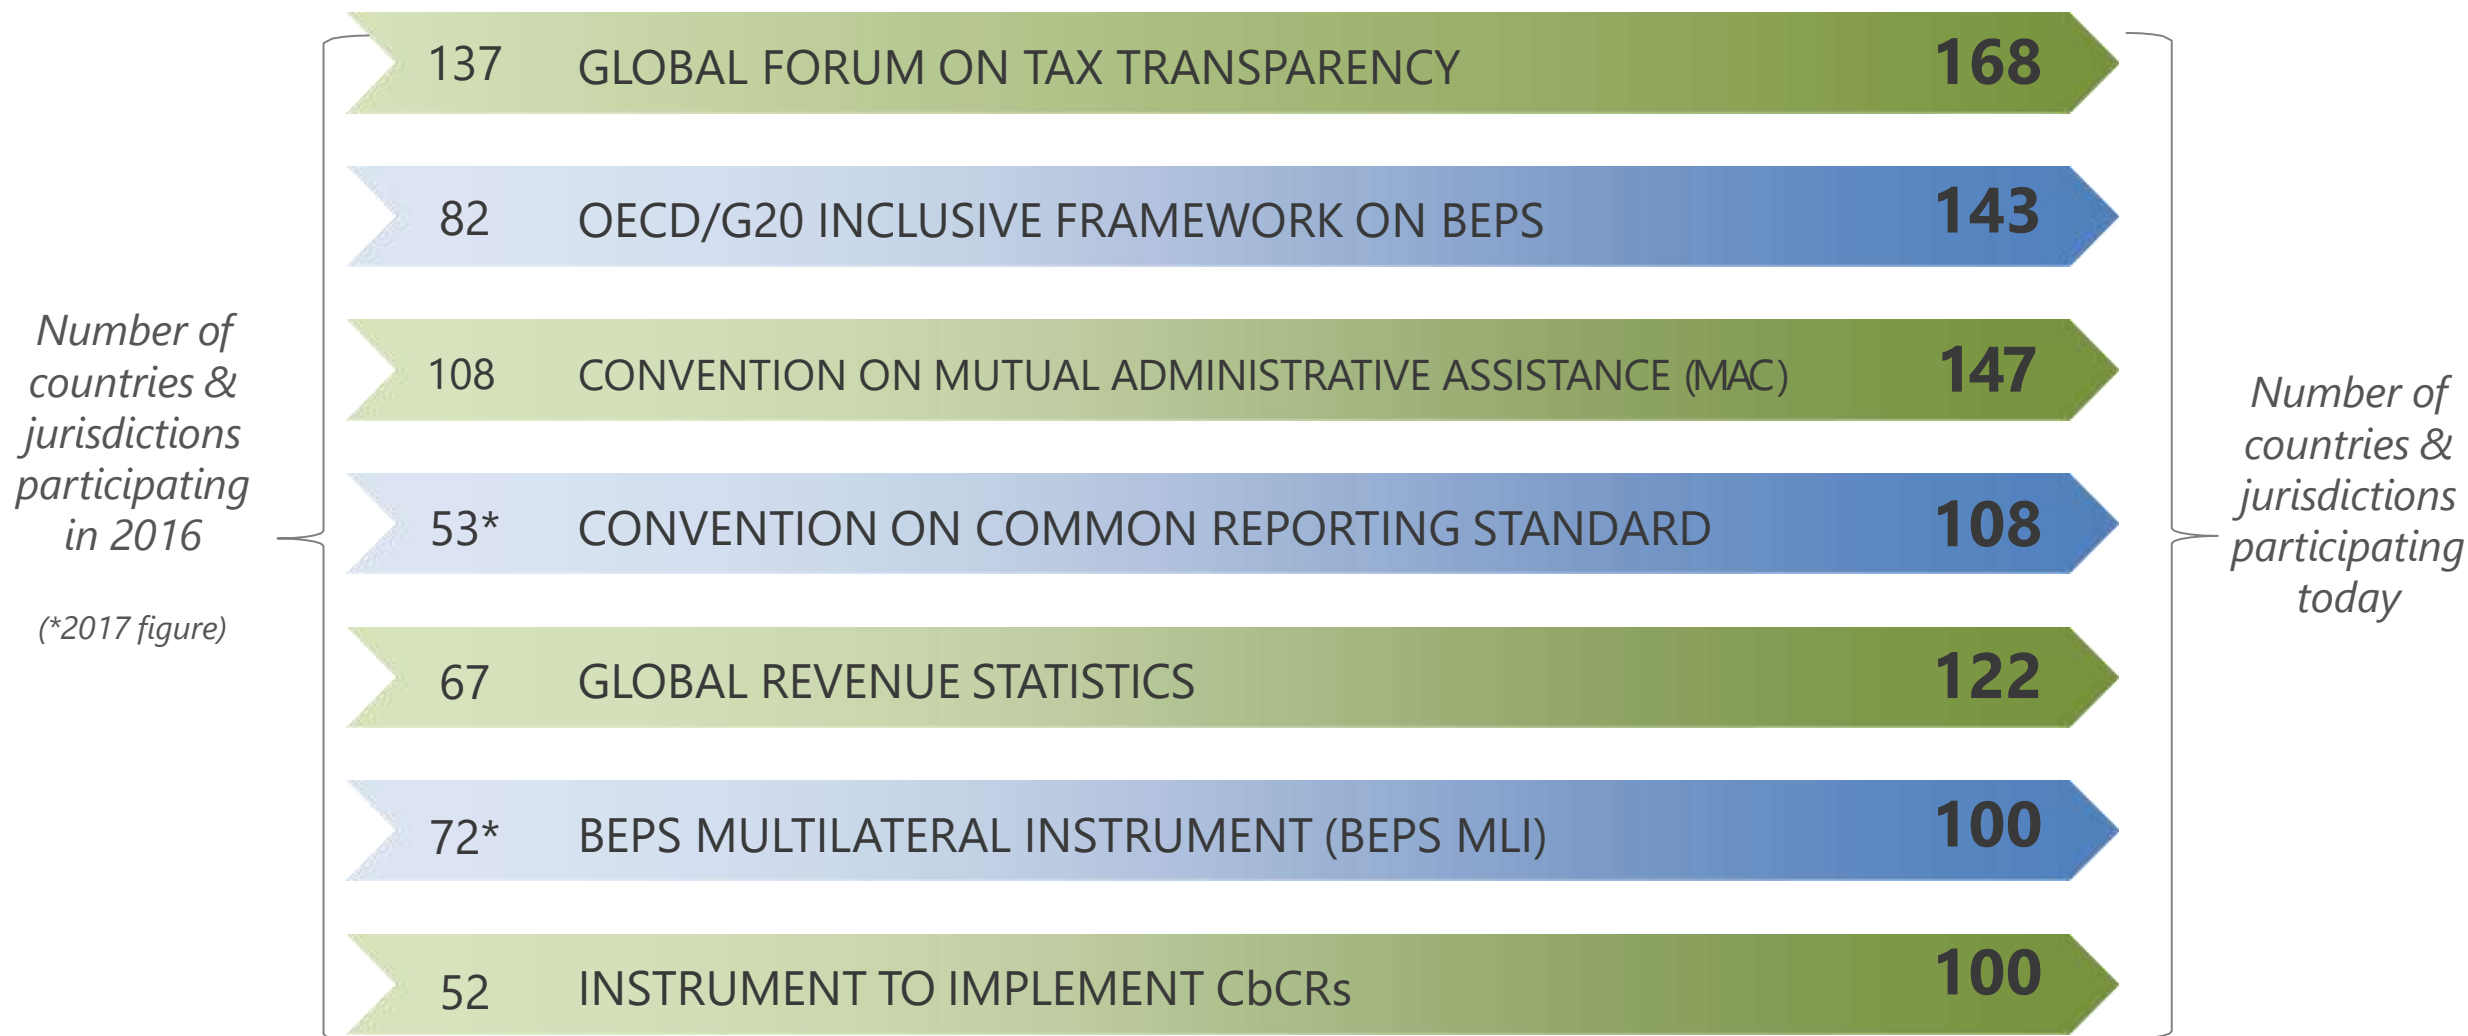 Number of
countries &
jurisdictions
participating
in 2016
(*2017 figure)
137 GLOBAL FORUM ON TAX TRANSPARENCY 168
82 OECD/G20 INCLUSIVE FRAMEWORK ON BEPS 143
108 CONVENTION ON MUTUAL ADMINISTRATIVE ASSISTANCE (MAC) 147
53* CONVENTION ON COMMON REPORTING STANDARD 108
67 GLOBAL REVENUE STATISTICS 122
72* BEPS MULTILATERAL INSTRUMENT (BEPS MLI) 100
52 INSTRUMENT TO IMPLEMENT CbCRs 100
Number of
countries &
jurisdictions
participating
today